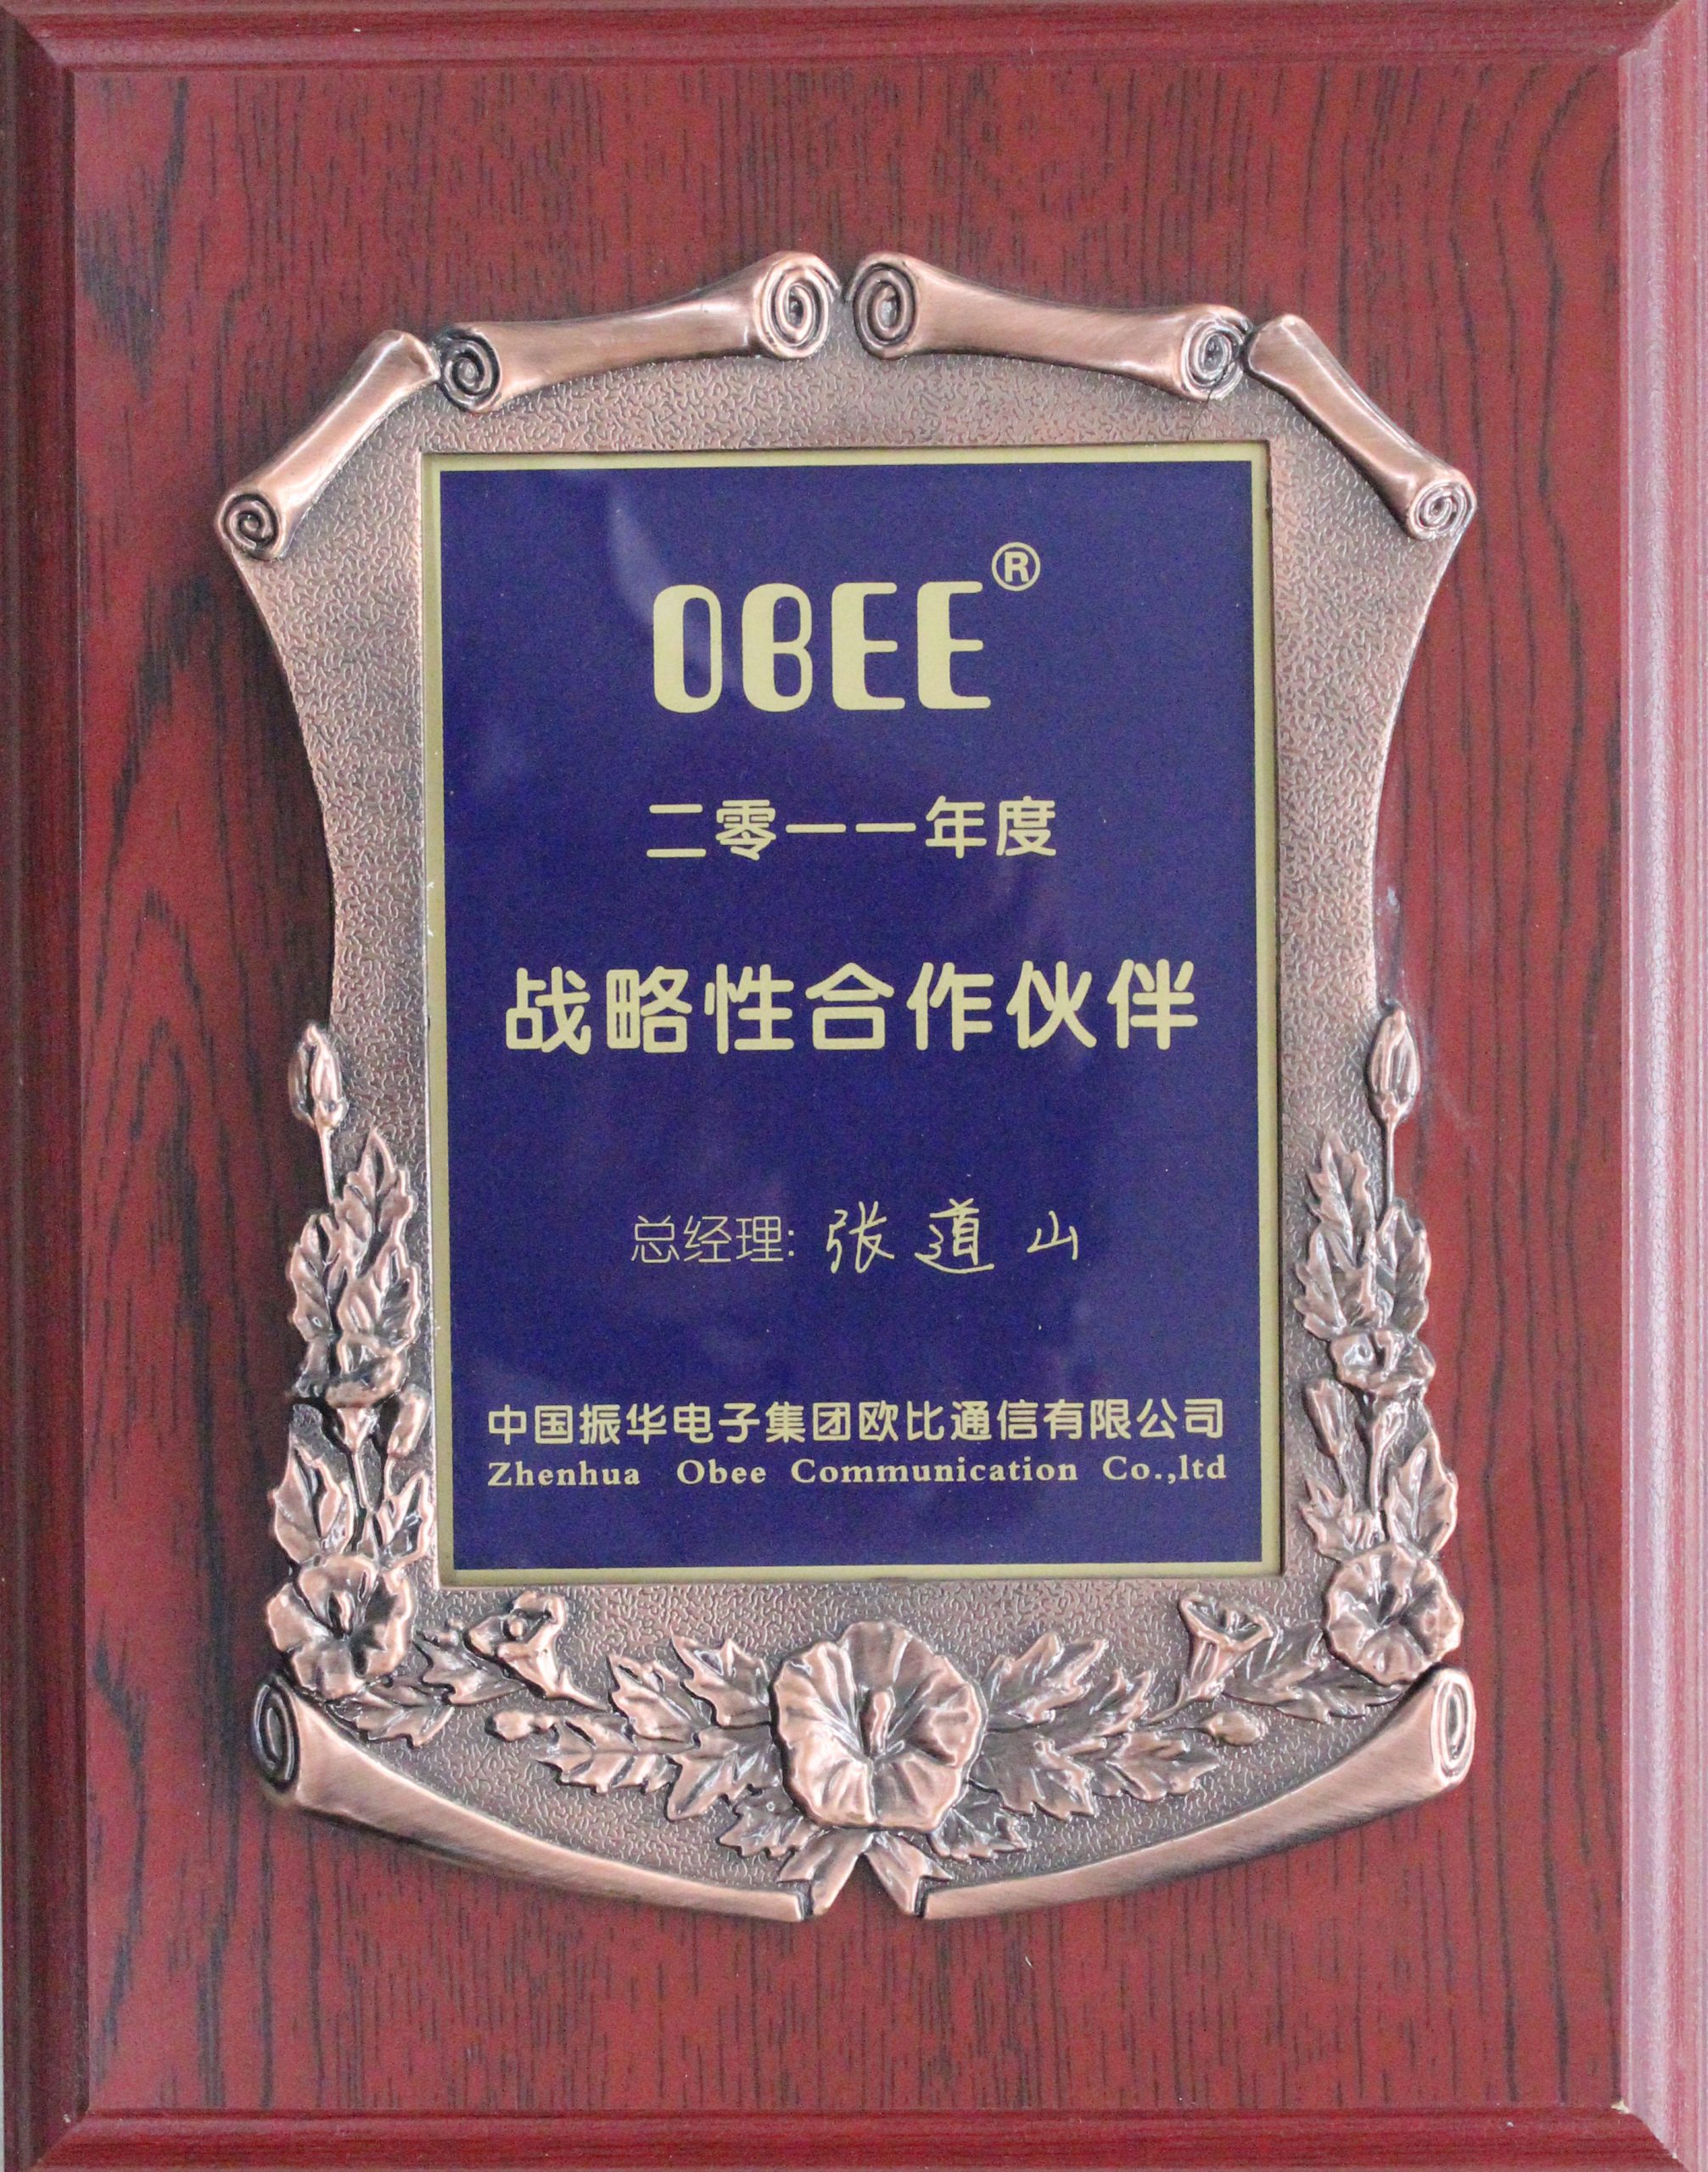 OBEE®
二零一一年度
战略性合作伙伴
总经理: 张道山
中国振华电子集团欧比通信有限公司
Zhenhua Obee Communication Co.,ltd